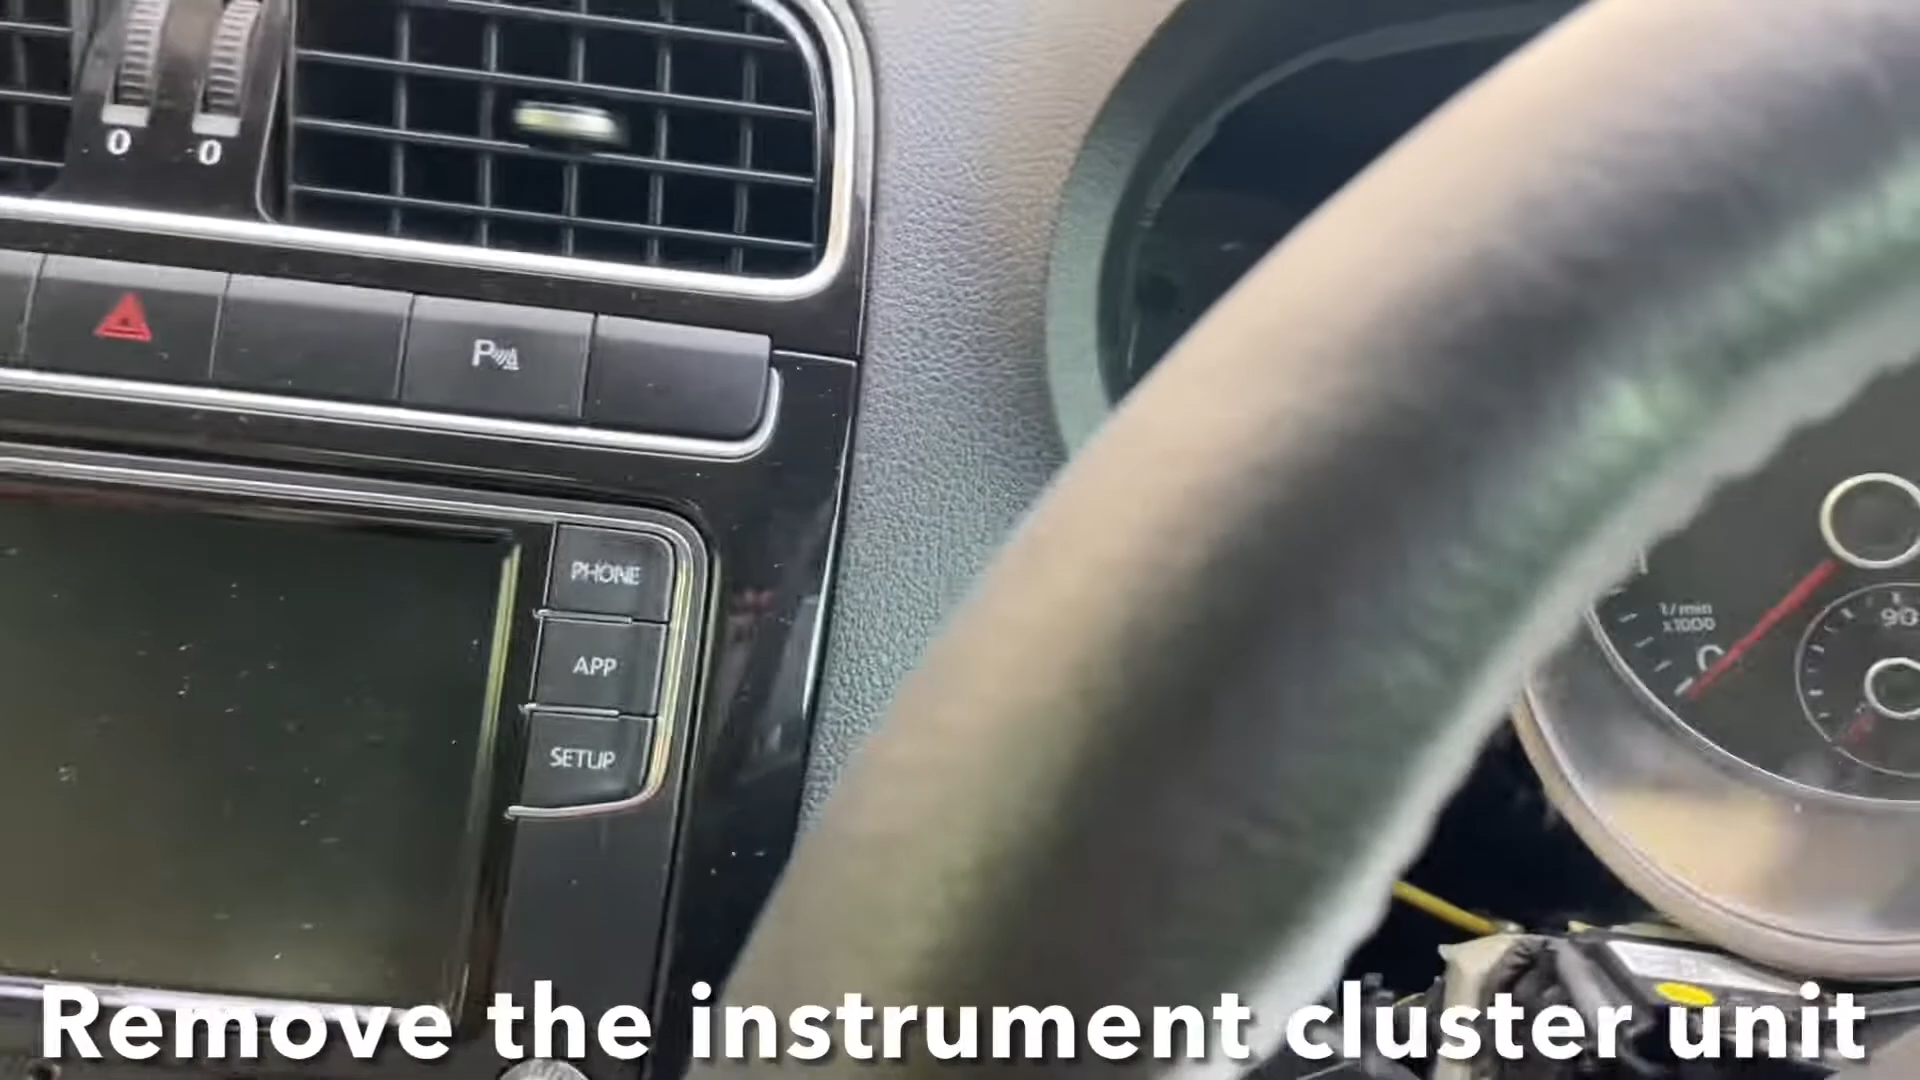 0 0
P
PHONE
APP
SETUP
1/min
x1000
0
90
Remove the instrument cluster unit